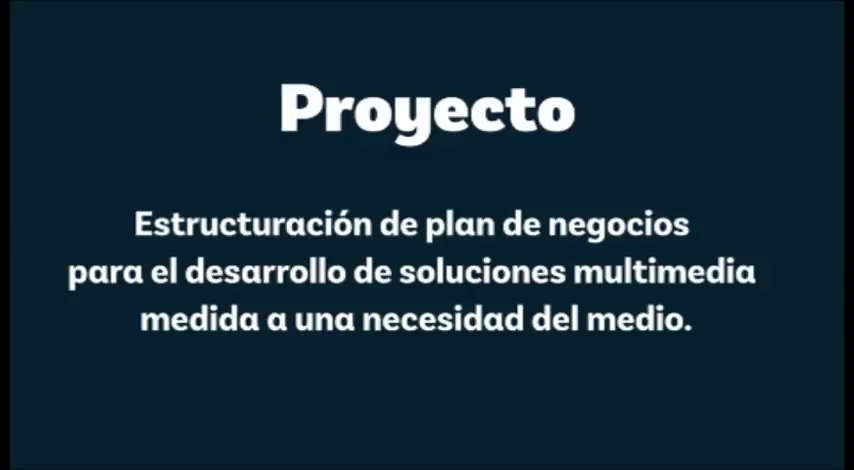 Proyecto
Estructuración de plan de negocios
para el desarrollo de soluciones multimedia
medida a una necesidad del medio.